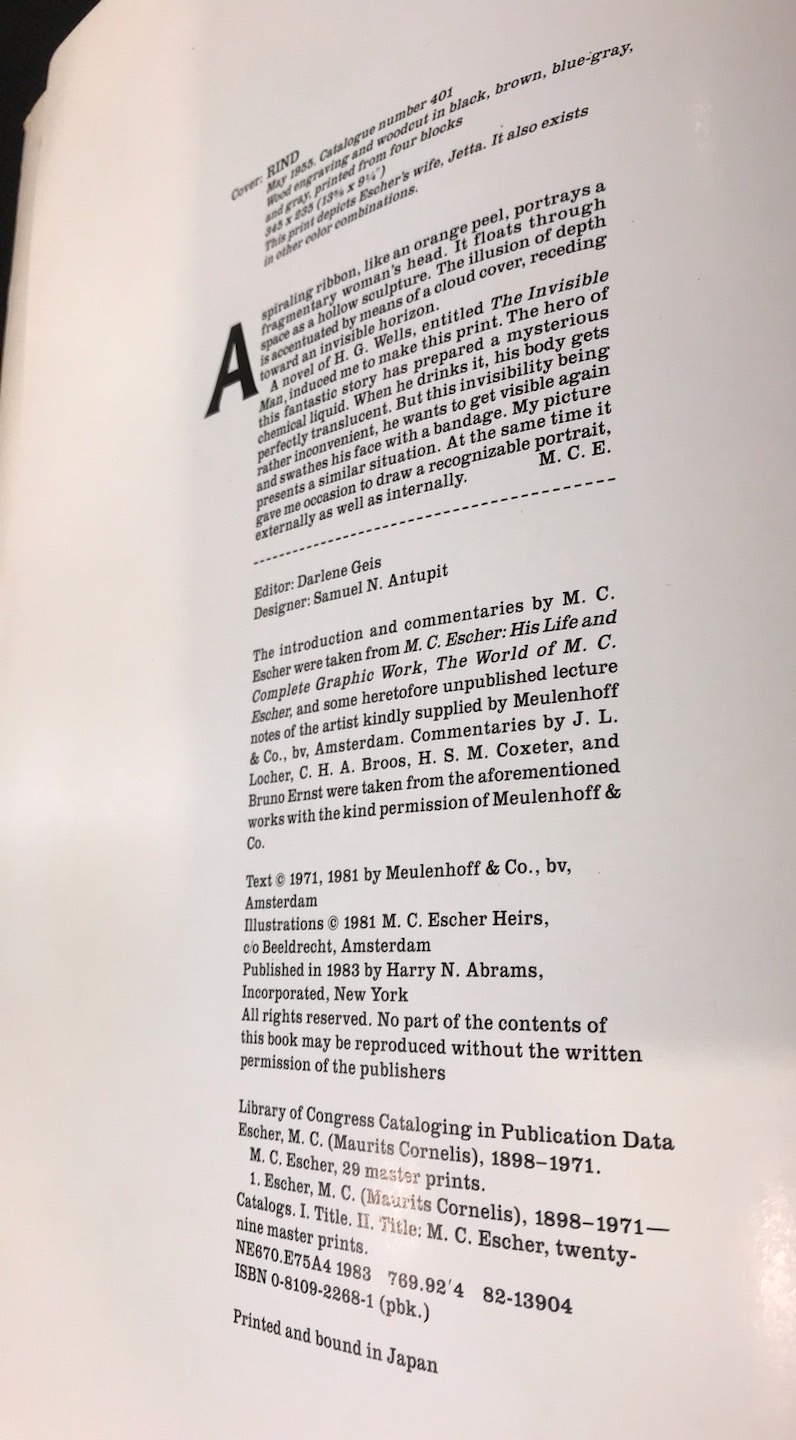 Cover: RIND
May 1955. Catalogue number 401
Wood engraving and woodcut in black, brown, blue-gray,
and gray, printed from four blocks
345 x 235 (13⅝ x 9¼")
This print depicts Escher's wife, Jetta. It also exists
in other color combinations.
A spiraling ribbon, like an orange peel, portrays a
fragmentary woman's head. It floats through
space as a hollow sculpture. The illusion of depth
is accentuated by means of a cloud cover, receding
toward an invisible horizon.
A novel of H. G. Wells, entitled The Invisible
Man, induced me to make this print. The hero of
this fantastic story has prepared a mysterious
chemical liquid. When he drinks it, his body gets
perfectly translucent. But this invisibility being
rather inconvenient, he wants to get visible again
and swathes his face with a bandage. My picture
presents a similar situation. At the same time it
gave me occasion to draw a recognizable portrait,
externally as well as internally. M. C. E.
Editor: Darlene Geis
Designer: Samuel N. Antupit
The introduction and commentaries by M. C.
Escher were taken from M. C. Escher: His Life and
Complete Graphic Work, The World of M. C.
Escher, and some heretofore unpublished lecture
notes of the artist kindly supplied by Meulenhoff
& Co., bv, Amsterdam. Commentaries by J. L.
Locher, C. H. A. Broos, H. S. M. Coxeter, and
Bruno Ernst were taken from the aforementioned
works with the kind permission of Meulenhoff &
Co.
Text © 1971, 1981 by Meulenhoff & Co., bv,
Amsterdam
Illustrations © 1981 M. C. Escher Heirs,
c/o Beeldrecht, Amsterdam
Published in 1983 by Harry N. Abrams,
Incorporated, New York
All rights reserved. No part of the contents of
this book may be reproduced without the written
permission of the publishers
Library of Congress Cataloging in Publication Data
Escher, M. C. (Maurits Cornelis), 1898–1971.
M. C. Escher, 29 master prints.
1. Escher, M. C. (Maurits Cornelis), 1898–1971—
Catalogs. I. Title. II. Title: M. C. Escher, twenty-
nine master prints.
NE670.E75A4 1983 769.92'4 82-13904
ISBN 0-8109-2268-1 (pbk.)
Printed and bound in Japan